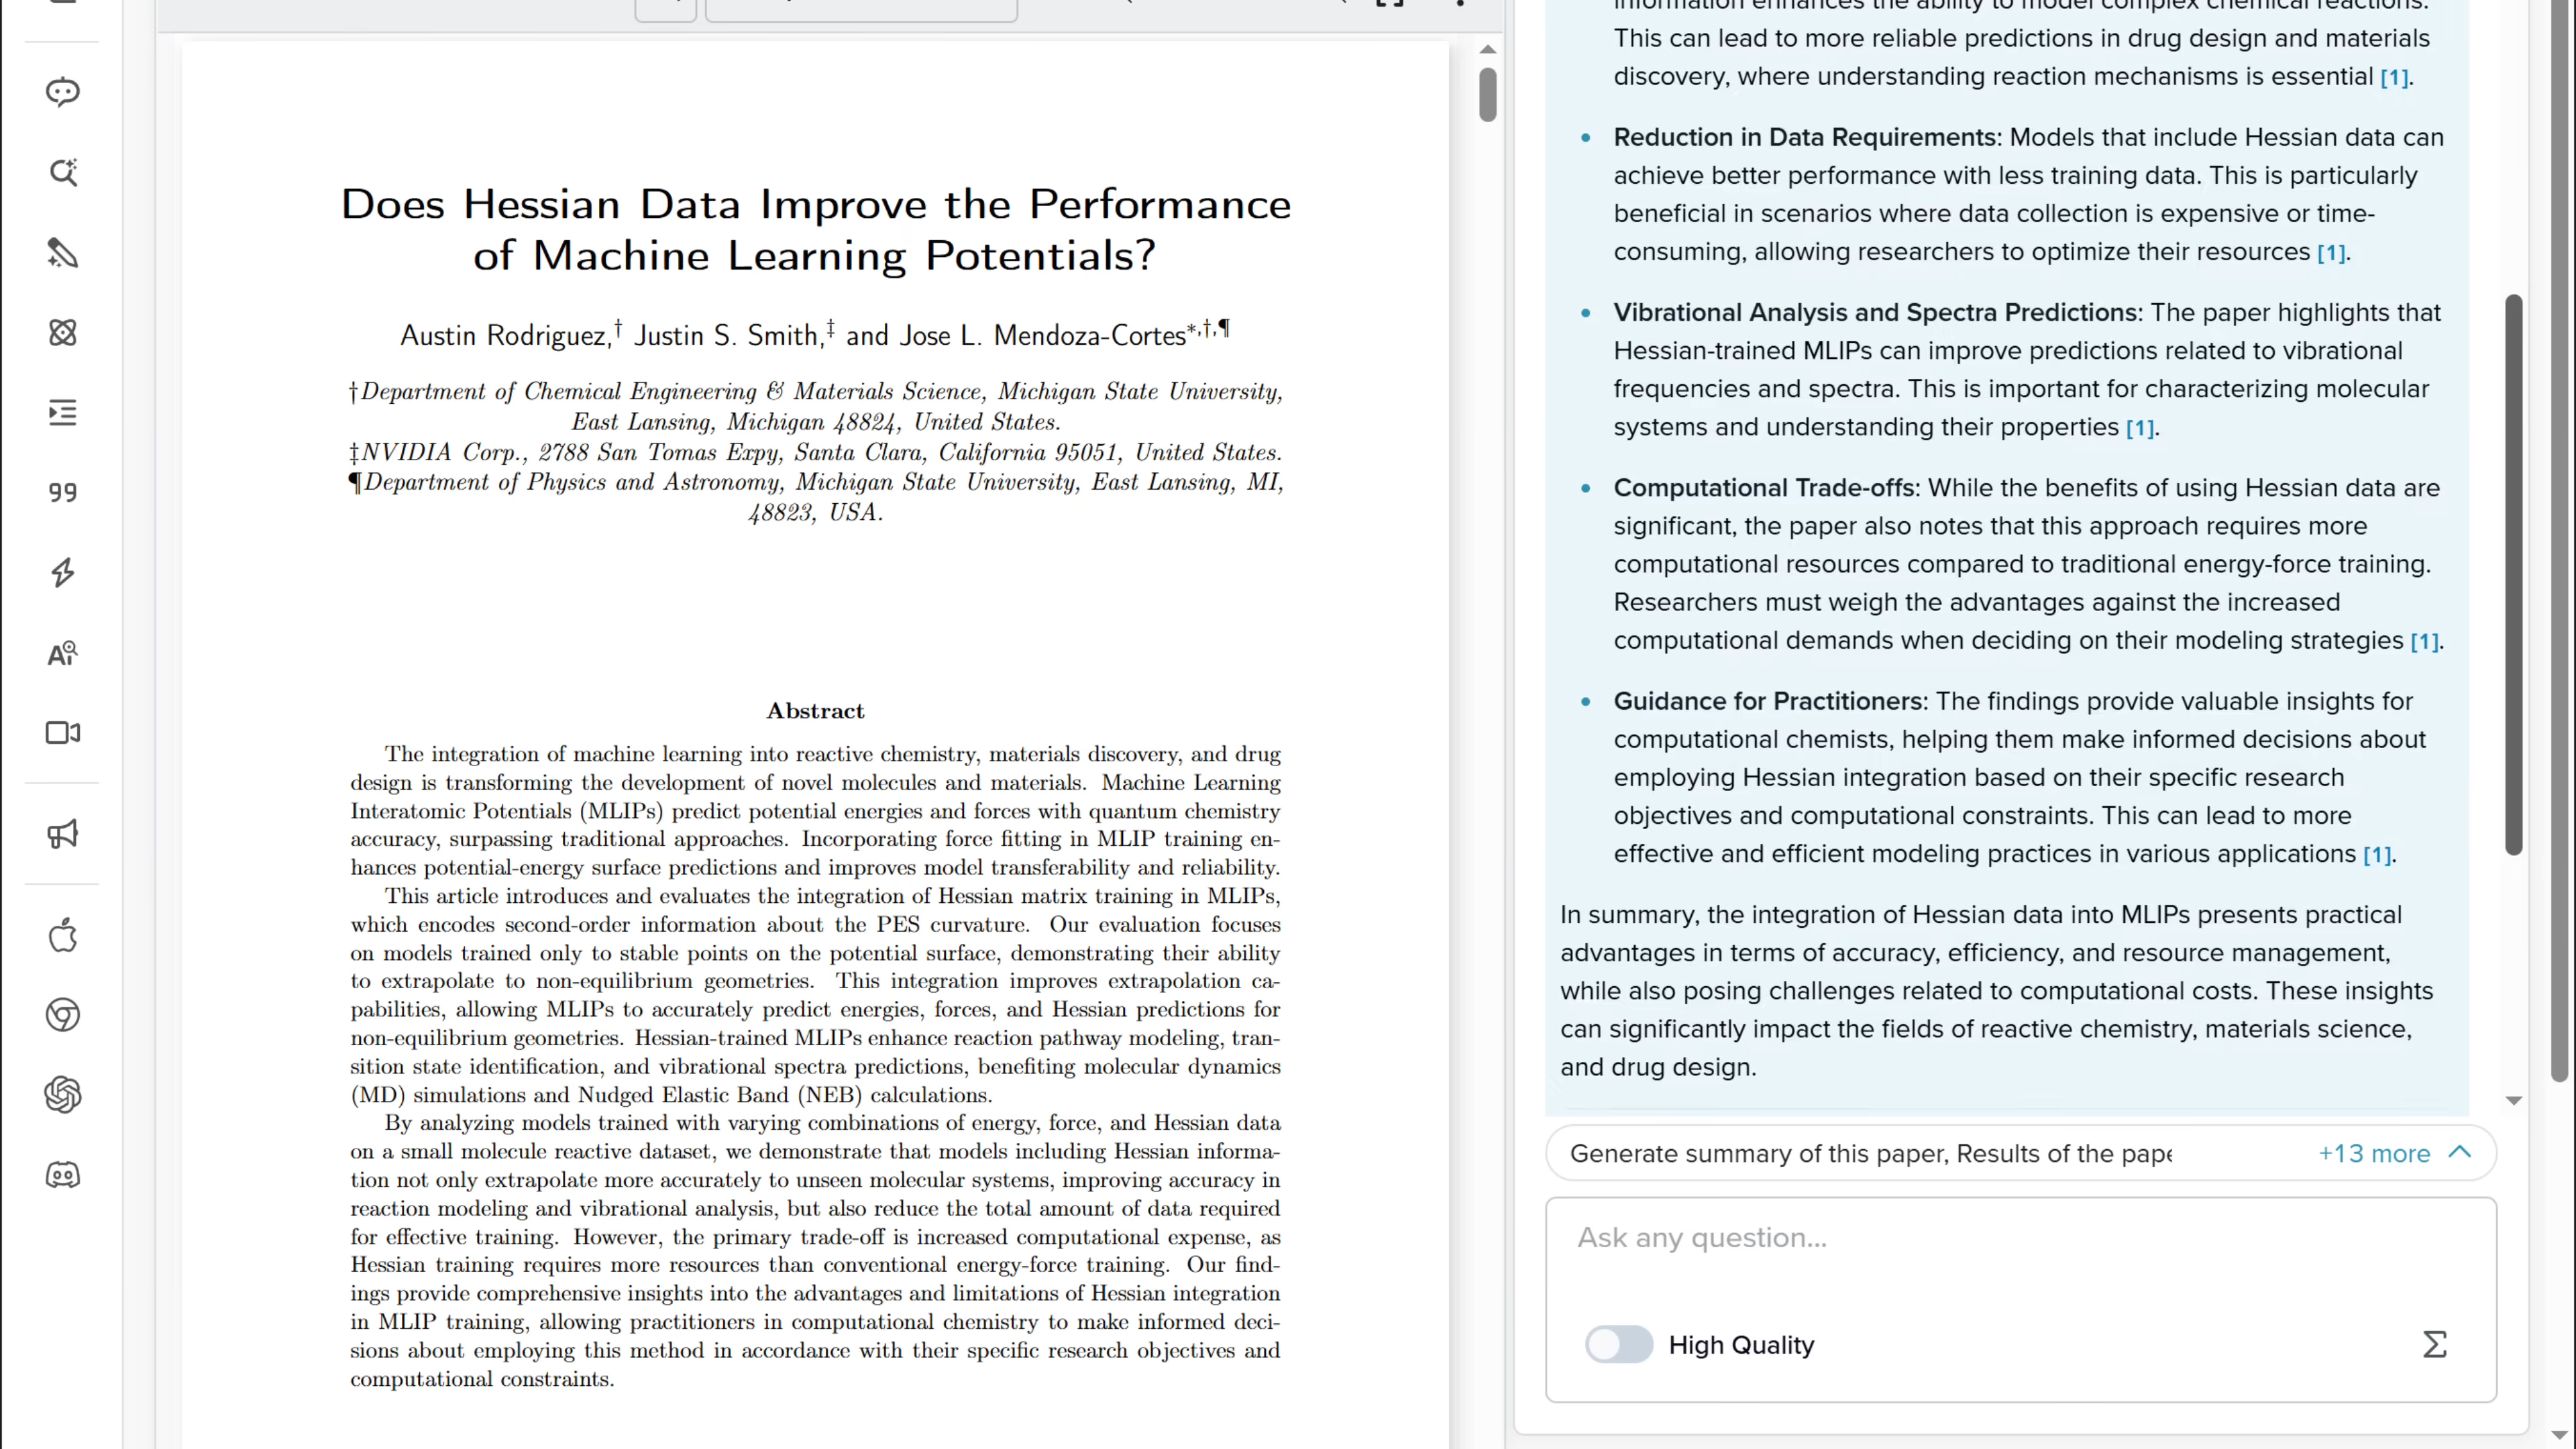 Does Hessian Data Improve the Performance
of Machine Learning Potentials?
Austin Rodriguez,† Justin S. Smith,‡ and Jose L. Mendoza-Cortes*,†,¶
†Department of Chemical Engineering & Materials Science, Michigan State University,
East Lansing, Michigan 48824, United States.
‡NVIDIA Corp., 2788 San Tomas Expy, Santa Clara, California 95051, United States.
¶Department of Physics and Astronomy, Michigan State University, East Lansing, MI,
48823, USA.
Abstract
The integration of machine learning into reactive chemistry, materials discovery, and drug
design is transforming the development of novel molecules and materials. Machine Learning
Interatomic Potentials (MLIPs) predict potential energies and forces with quantum chemistry
accuracy, surpassing traditional approaches. Incorporating force fitting in MLIP training en-
hances potential-energy surface predictions and improves model transferability and reliability.
This article introduces and evaluates the integration of Hessian matrix training in MLIPs,
which encodes second-order information about the PES curvature. Our evaluation focuses
on models trained only to stable points on the potential surface, demonstrating their ability
to extrapolate to non-equilibrium geometries. This integration improves extrapolation ca-
pabilities, allowing MLIPs to accurately predict energies, forces, and Hessian predictions for
non-equilibrium geometries. Hessian-trained MLIPs enhance reaction pathway modeling, tran-
sition state identification, and vibrational spectra predictions, benefiting molecular dynamics
(MD) simulations and Nudged Elastic Band (NEB) calculations.
By analyzing models trained with varying combinations of energy, force, and Hessian data
on a small molecule reactive dataset, we demonstrate that models including Hessian informa-
tion not only extrapolate more accurately to unseen molecular systems, improving accuracy in
reaction modeling and vibrational analysis, but also reduce the total amount of data required
for effective training. However, the primary trade-off is increased computational expense, as
Hessian training requires more resources than conventional energy-force training. Our find-
ings provide comprehensive insights into the advantages and limitations of Hessian integration
in MLIP training, allowing practitioners in computational chemistry to make informed deci-
sions about employing this method in accordance with their specific research objectives and
computational constraints.
information enhances the ability to model complex chemical reactions.
This can lead to more reliable predictions in drug design and materials
discovery, where understanding reaction mechanisms is essential [1].
• Reduction in Data Requirements: Models that include Hessian data can
achieve better performance with less training data. This is particularly
beneficial in scenarios where data collection is expensive or time-
consuming, allowing researchers to optimize their resources [1].
• Vibrational Analysis and Spectra Predictions: The paper highlights that
Hessian-trained MLIPs can improve predictions related to vibrational
frequencies and spectra. This is important for characterizing molecular
systems and understanding their properties [1].
• Computational Trade-offs: While the benefits of using Hessian data are
significant, the paper also notes that this approach requires more
computational resources compared to traditional energy-force training.
Researchers must weigh the advantages against the increased
computational demands when deciding on their modeling strategies [1].
• Guidance for Practitioners: The findings provide valuable insights for
computational chemists, helping them make informed decisions about
employing Hessian integration based on their specific research
objectives and computational constraints. This can lead to more
effective and efficient modeling practices in various applications [1].
In summary, the integration of Hessian data into MLIPs presents practical
advantages in terms of accuracy, efficiency, and resource management,
while also posing challenges related to computational costs. These insights
can significantly impact the fields of reactive chemistry, materials science,
and drug design.
Generate summary of this paper, Results of the pape +13 more
Ask any question...
High Quality